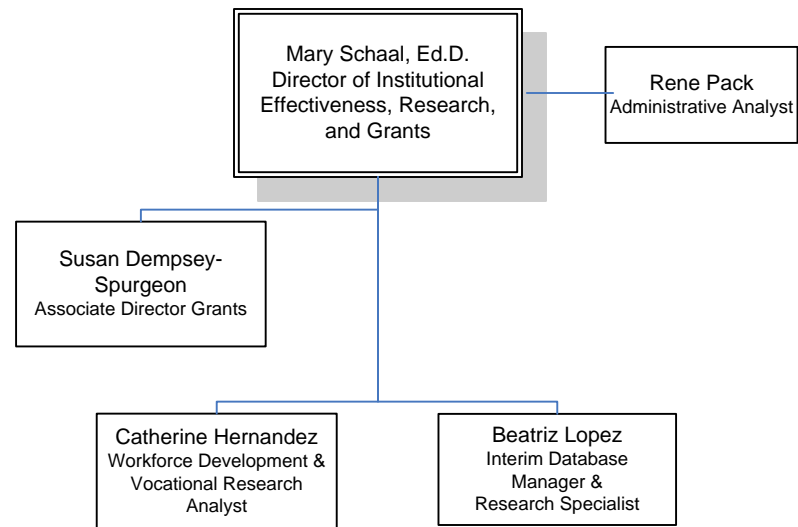 Mary Schaal, Ed.D.
Director of Institutional
Effectiveness, Research,
and Grants
Rene Pack
Administrative Analyst
Susan Dempsey-
Spurgeon
Associate Director Grants
Catherine Hernandez
Workforce Development &
Vocational Research
Analyst
Beatriz Lopez
Interim Database
Manager &
Research Specialist